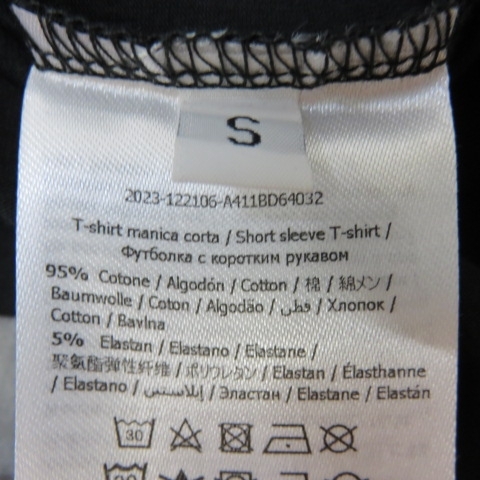 S
2023-122106-A411BD64032
T-shirt manica corta / Short sleeve T-shirt /
Футболка с коротким рукавом
95% Cotone / Algodón / Cotton / 棉 / 綿メン /
Baumwolle / Coton / Algodão / قطن / Хлопок /
Cotton / Bavlna
5% Elastan / Elastano / Elastane /
聚氨酯弹性纤维 / ポリウレタン / Elastan / Élasthanne
/ Elastano / إيلاستين / Эластан / Elastane / Elastán
30
30